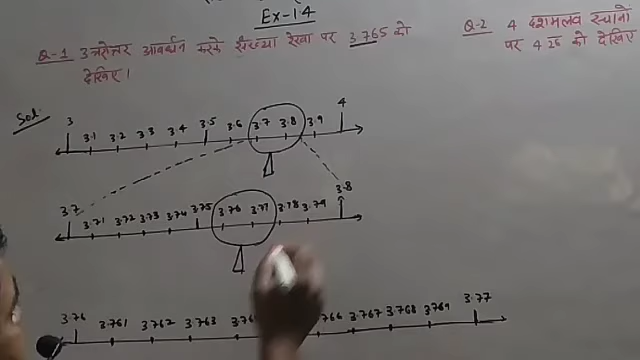 Ex-1.4
Q-1 उत्तरोत्तर आवर्धन करके संख्या रेखा पर 3.765 को
देखिए।
Q-2 4 दशमलव स्थानों
पर 4.26 को देखिए
Sol:
3 3.1 3.2 3.3 3.4 3.5 3.6 3.7 3.8 3.9 4
3.7 3.71 3.72 3.73 3.74 3.75 3.76 3.77 3.78 3.79 3.8
3.76 3.761 3.762 3.763 3.767 3.768 3.769 3.77